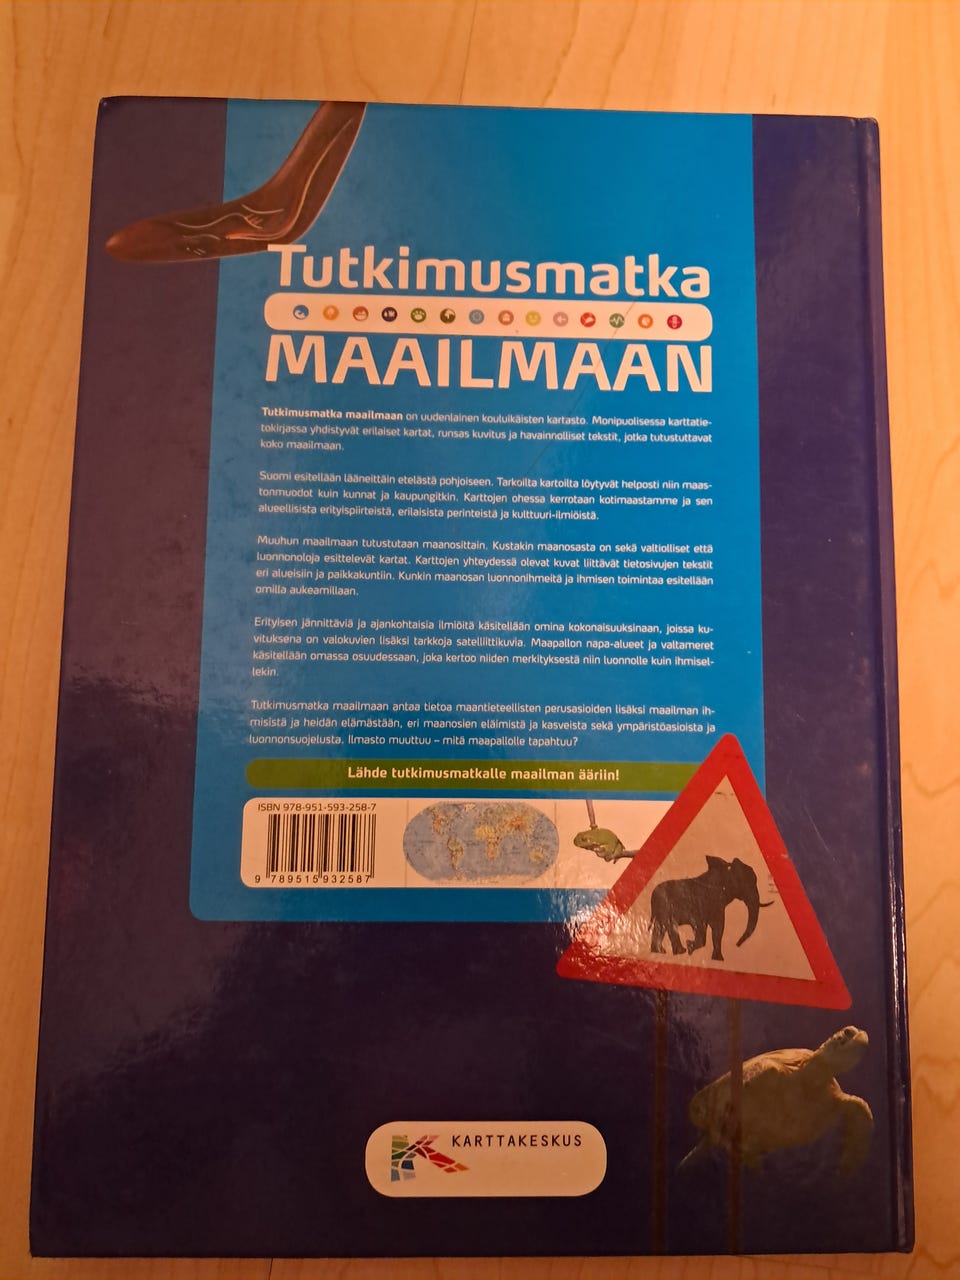 Tutkimusmatka
MAAILMAAN
Tutkimusmatka maailmaan on uudenlainen kouluikäisten kartasto. Monipuolisessa karttatie-
tokirjassa yhdistyvät erilaiset kartat, runsas kuvitus ja havainnolliset tekstit, jotka tutustuttavat
koko maailmaan.
Suomi esitellään lääneittäin etelästä pohjoiseen. Tarkoilta kartoilta löytyvät helposti niin maas-
tonmuodot kuin kunnat ja kaupungitkin. Karttojen ohessa kerrotaan kotimaastamme ja sen
alueellisista erityispiirteistä, erilaisista perinteistä ja kulttuuri-ilmiöistä.
Muuhun maailmaan tutustutaan maanosittain. Kustakin maanosasta on sekä valtiolliset että
luonnonoloja esittelevät kartat. Karttojen yhteydessä olevat kuvat liittävät tietosivujen tekstit
eri alueisiin ja paikkakuntiin. Kunkin maanosan luonnonihmeitä ja ihmisen toimintaa esitellään
omilla aukeamillaan.
Erityisen jännittäviä ja ajankohtaisia ilmiöitä käsitellään omina kokonaisuuksinaan, joissa ku-
vituksena on valokuvien lisäksi tarkkoja satelliittikuvia. Maapallon napa-alueet ja valtameret
käsitellään omassa osuudessaan, joka kertoo niiden merkityksestä niin luonnolle kuin ihmisel-
lekin.
Tutkimusmatka maailmaan antaa tietoa maantieteellisten perusasioiden lisäksi maailman ih-
misistä ja heidän elämästään, eri maanosien eläimistä ja kasveista sekä ympäristöasioista ja
luonnonsuojelusta. Ilmasto muuttuu – mitä maapallolle tapahtuu?
Lähde tutkimusmatkalle maailman ääriin!
ISBN 978-951-593-258-7
9 789515 932587
KARTTAKESKUS